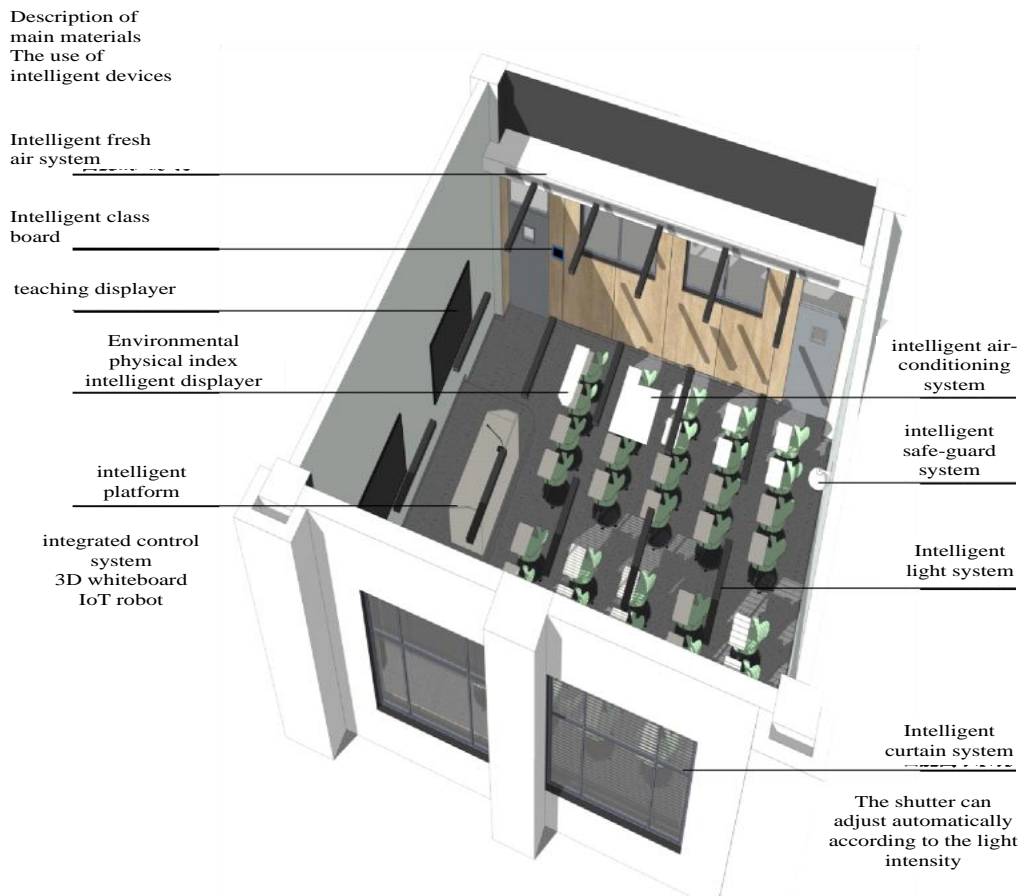 Description of
main materials
The use of
intelligent devices
Intelligent fresh
air system
Intelligent class
board
teaching displayer
Environmental
physical index
intelligent displayer
intelligent
platform
integrated control
system
3D whiteboard
IoT robot
intelligent air-
conditioning
system
intelligent
safe-guard
system
Intelligent
light system
Intelligent
curtain system
The shutter can
adjust automatically
according to the light
intensity